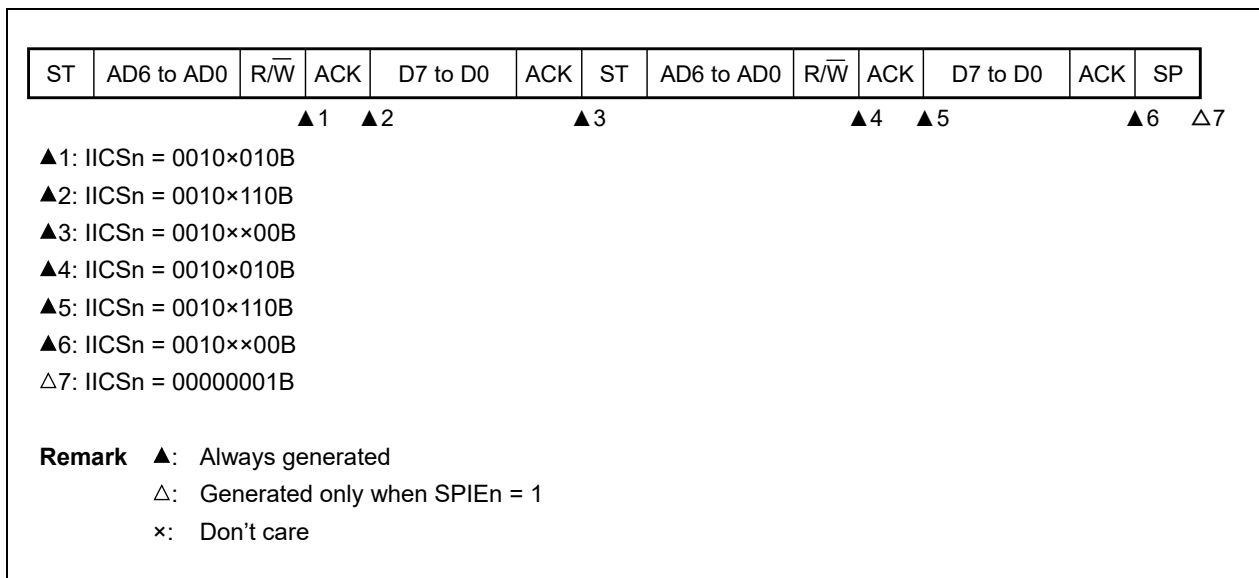 ST AD6 to AD0 R/W̅ ACK D7 to D0 ACK ST AD6 to AD0 R/W̅ ACK D7 to D0 ACK SP
▲1 ▲2 ▲3 ▲4 ▲5 ▲6 △7
▲1: IICSn = 0010×010B
▲2: IICSn = 0010×110B
▲3: IICSn = 0010××00B
▲4: IICSn = 0010×010B
▲5: IICSn = 0010×110B
▲6: IICSn = 0010××00B
△7: IICSn = 00000001B
Remark ▲: Always generated
△: Generated only when SPIEn = 1
×: Don't care